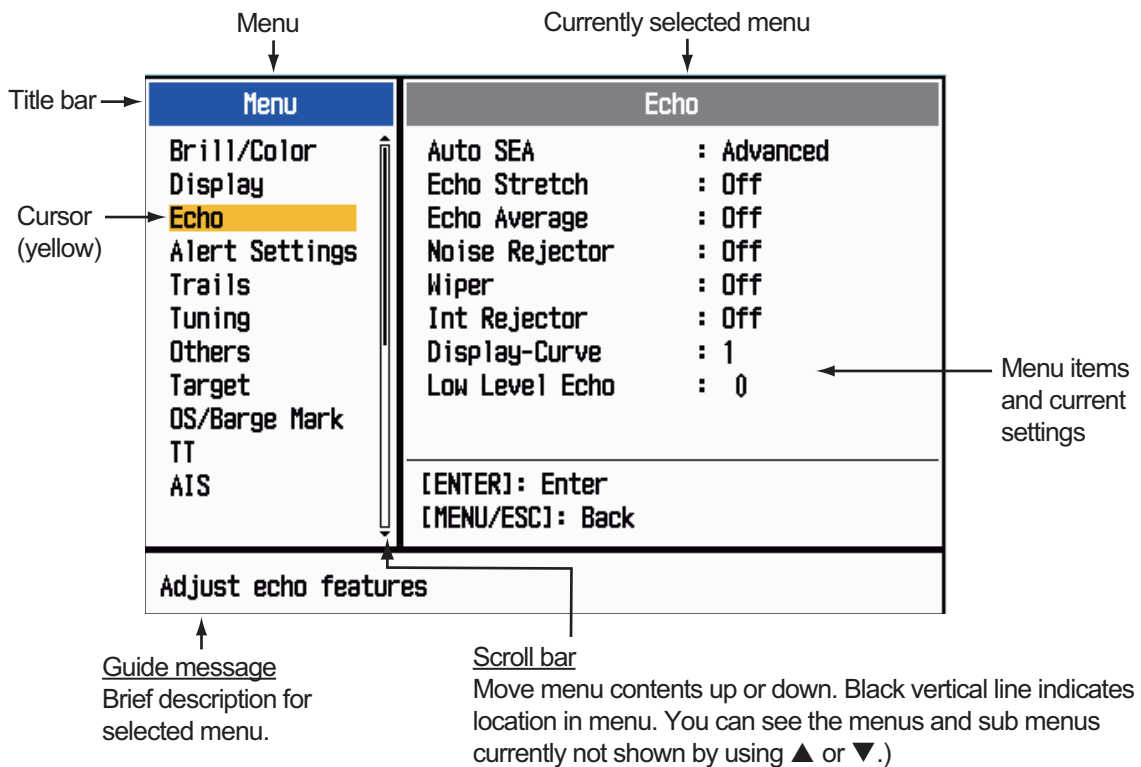 Menu
Currently selected menu
Title bar
Menu
Echo
Brill/Color
Display
Echo
Alert Settings
Trails
Tuning
Others
Target
OS/Barge Mark
TT
AIS
Cursor
(yellow)
Auto SEA : Advanced
Echo Stretch : Off
Echo Average : Off
Noise Rejector : Off
Wiper : Off
Int Rejector : Off
Display-Curve : 1
Low Level Echo : 0
Menu items
and current
settings
[ENTER]: Enter
[MENU/ESC]: Back
Adjust echo features
Guide message
Brief description for
selected menu.
Scroll bar
Move menu contents up or down. Black vertical line indicates
location in menu. You can see the menus and sub menus
currently not shown by using ▲ or ▼.)